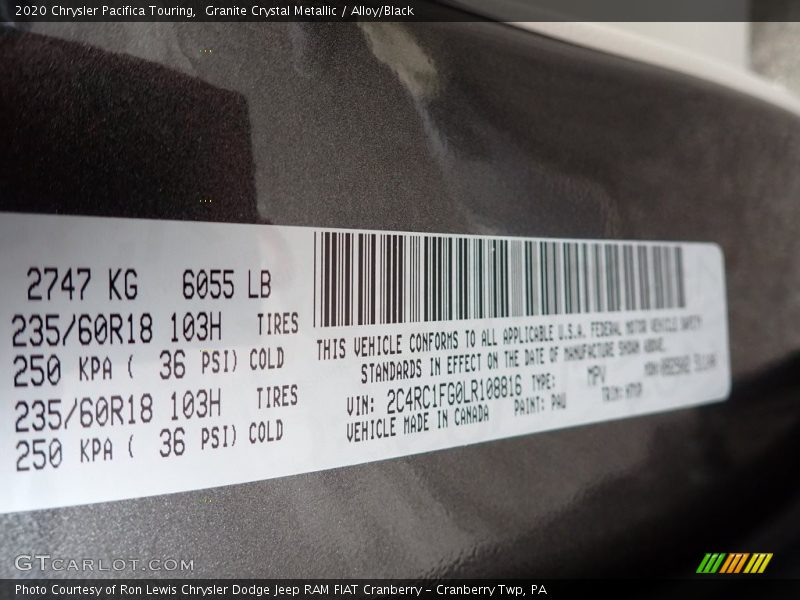 2020 Chrysler Pacifica Touring,  Granite Crystal Metallic / Alloy/Black
2747 KG 6055 LB
235/60R18 103H TIRES
250 KPA ( 36 PSI) COLD
235/60R18 103H TIRES
250 KPA ( 36 PSI) COLD
THIS VEHICLE CONFORMS TO ALL APPLICABLE U.S.A. FEDERAL MOTOR VEHICLE SAFETY
STANDARDS IN EFFECT ON THE DATE OF MANUFACTURE SHOWN ABOVE.
VIN: 2C4RC1FG0LR108816 TYPE: MPV
VEHICLE MADE IN CANADA PAINT: PAU TRIM:
GTCARLOT.COM
Photo Courtesy of Ron Lewis Chrysler Dodge Jeep RAM FIAT Cranberry – Cranberry Twp, PA